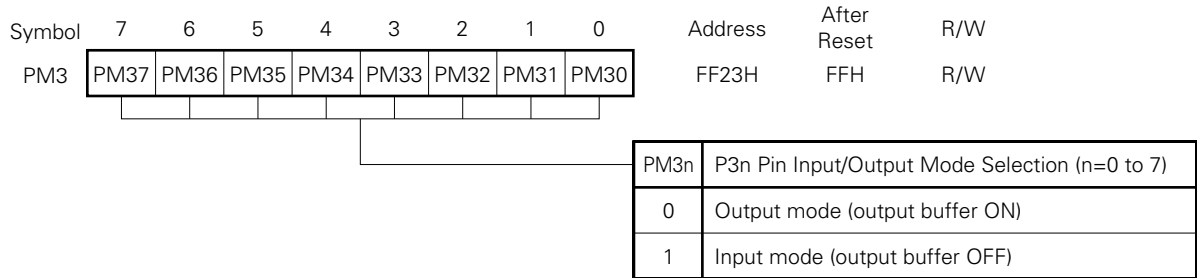 Symbol 7 6 5 4 3 2 1 0 Address After Reset R/W
PM3 PM37 PM36 PM35 PM34 PM33 PM32 PM31 PM30 FF23H FFH R/W
PM3n P3n Pin Input/Output Mode Selection (n=0 to 7)
0 Output mode (output buffer ON)
1 Input mode (output buffer OFF)